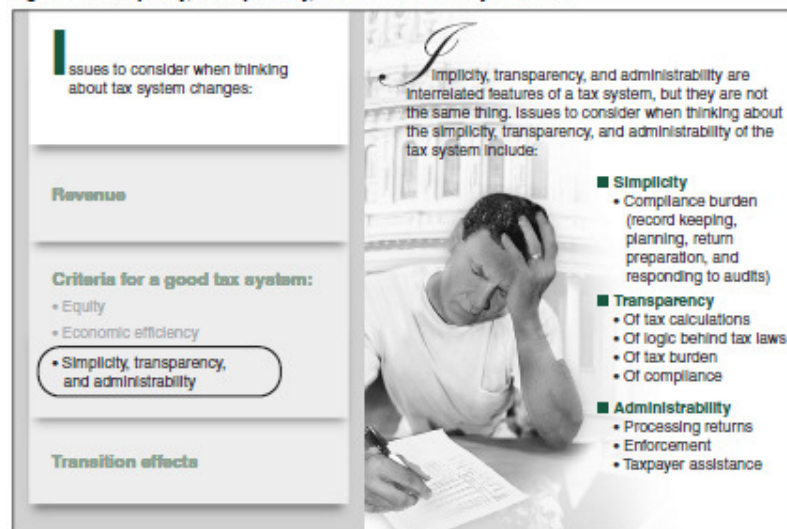 Issues to consider when thinking
about tax system changes:
Revenue
Criteria for a good tax system:
• Equity
• Economic efficiency
• Simplicity, transparency,
and administrability
Transition effects
Simplicity, transparency, and administrability are
interrelated features of a tax system, but they are not
the same thing. Issues to consider when thinking about
the simplicity, transparency, and administrability of the
tax system include:
■ Simplicity
• Compliance burden
(record keeping,
planning, return
preparation, and
responding to audits)
■ Transparency
• Of tax calculations
• Of logic behind tax laws
• Of tax burden
• Of compliance
■ Administrability
• Processing returns
• Enforcement
• Taxpayer assistance